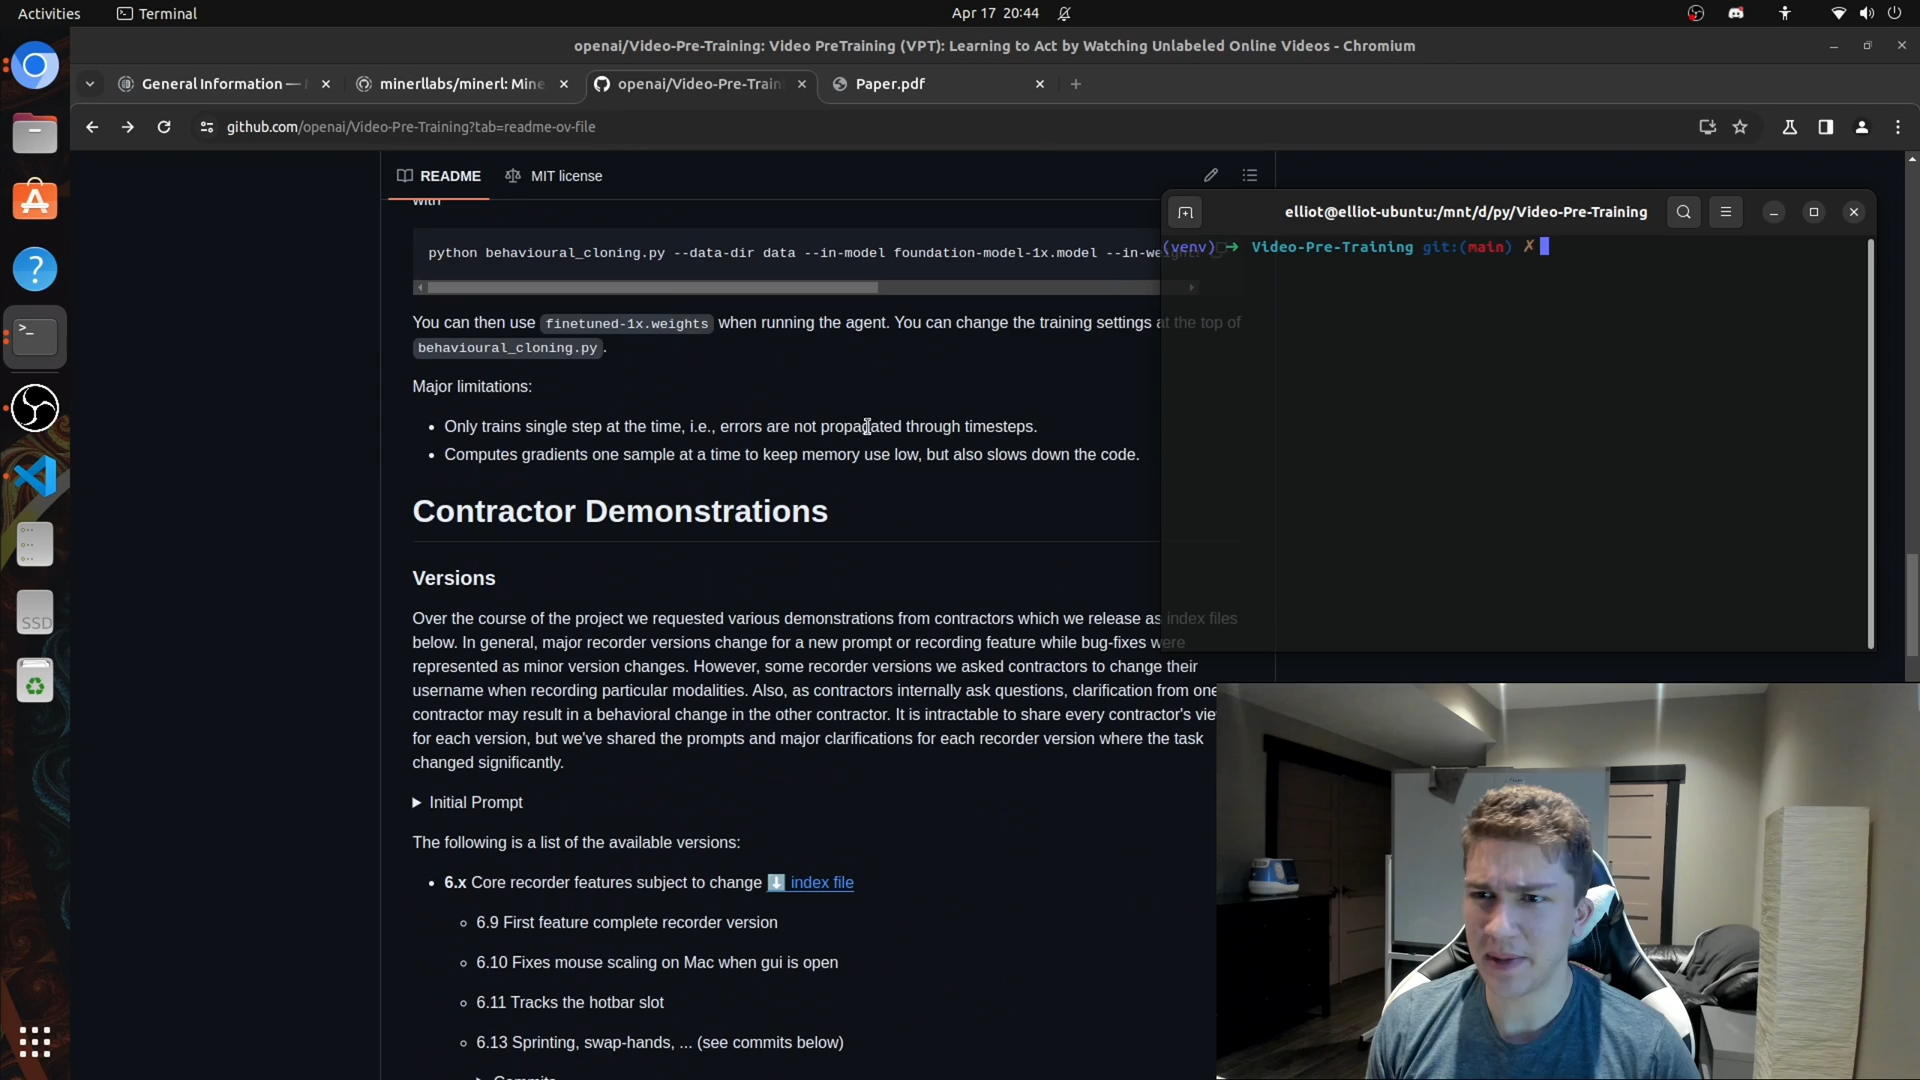 Activities
Terminal
Apr 17 20:44
openai/Video-Pre-Training: Video PreTraining (VPT): Learning to Act by Watching Unlabeled Online Videos - Chromium
General Information —
minerllabs/minerl: Mine
openai/Video-Pre-Train
Paper.pdf
github.com/openai/Video-Pre-Training?tab=readme-ov-file
README
MIT license
with
python behavioural_cloning.py --data-dir data --in-model foundation-model-1x.model --in-weight
You can then use finetuned-1x.weights when running the agent. You can change the training settings at the top of
behavioural_cloning.py.
Major limitations:
• Only trains single step at the time, i.e., errors are not propagated through timesteps.
• Computes gradients one sample at a time to keep memory use low, but also slows down the code.
Contractor Demonstrations
Versions
Over the course of the project we requested various demonstrations from contractors which we release as index files
below. In general, major recorder versions change for a new prompt or recording feature while bug-fixes were
represented as minor version changes. However, some recorder versions we asked contractors to change their
username when recording particular modalities. Also, as contractors internally ask questions, clarification from one
contractor may result in a behavioral change in the other contractor. It is intractable to share every contractor's vie
for each version, but we've shared the prompts and major clarifications for each recorder version where the task
changed significantly.
▶ Initial Prompt
The following is a list of the available versions:
• 6.x Core recorder features subject to change ⬇️ index file
◦ 6.9 First feature complete recorder version
◦ 6.10 Fixes mouse scaling on Mac when gui is open
◦ 6.11 Tracks the hotbar slot
◦ 6.13 Sprinting, swap-hands, ... (see commits below)
elliot@elliot-ubuntu:/mnt/d/py/Video-Pre-Training
(venv) → Video-Pre-Training git:(main) ✗
SSD